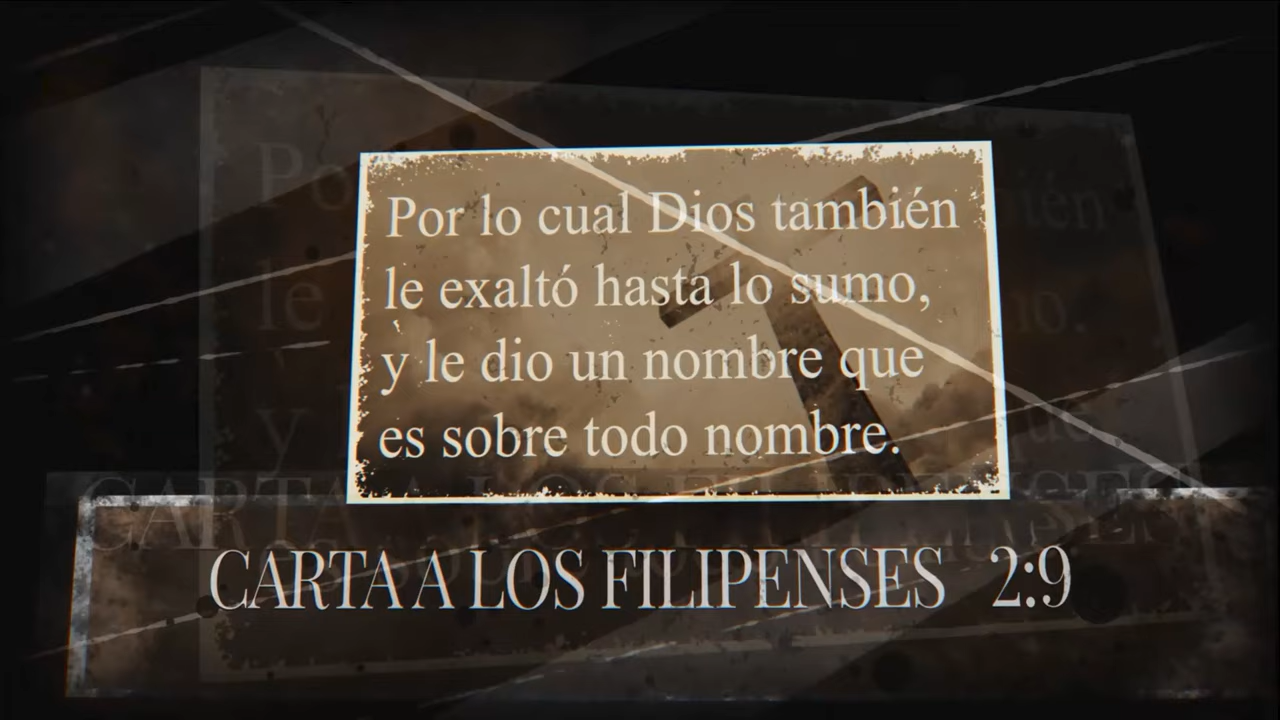 Por lo cual Dios también
le exaltó hasta lo sumo,
y le dio un nombre que
es sobre todo nombre.
CARTA A LOS FILIPENSES 2:9